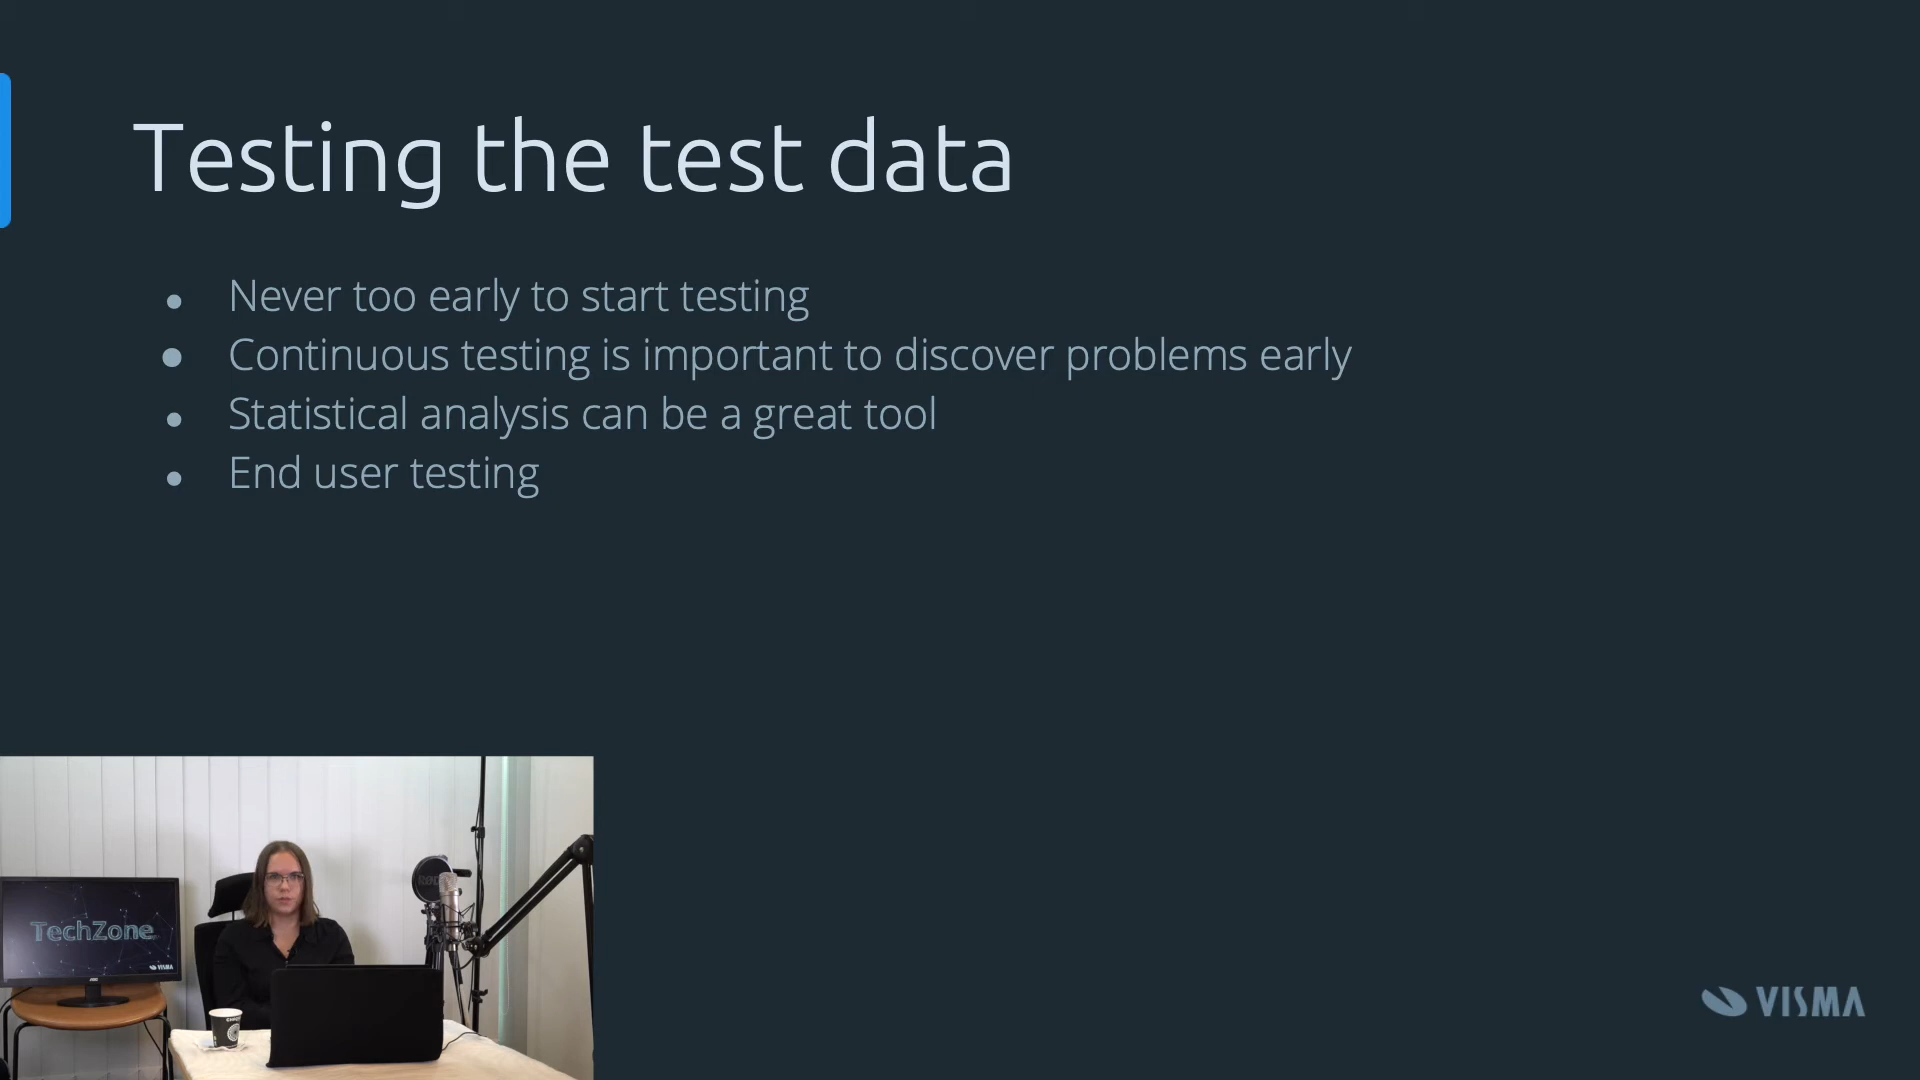 Testing the test data
● Never too early to start testing
● Continuous testing is important to discover problems early
● Statistical analysis can be a great tool
● End user testing
TechZone
VISMA
VISMA